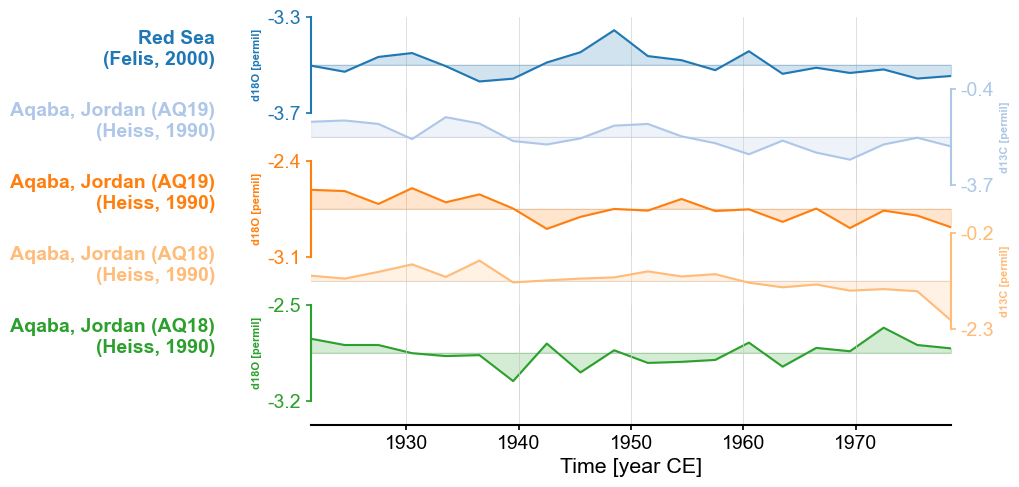 Red Sea
(Felis, 2000)
d18O [permil]
-3.3
-3.7
Aqaba, Jordan (AQ19)
(Heiss, 1990)
-0.4
-3.7
d13C [permil]
Aqaba, Jordan (AQ19)
(Heiss, 1990)
d18O [permil]
-2.4
-3.1
Aqaba, Jordan (AQ18)
(Heiss, 1990)
-0.2
-2.3
d13C [permil]
Aqaba, Jordan (AQ18)
(Heiss, 1990)
d18O [permil]
-2.5
-3.2
1930 1940 1950 1960 1970
Time [year CE]